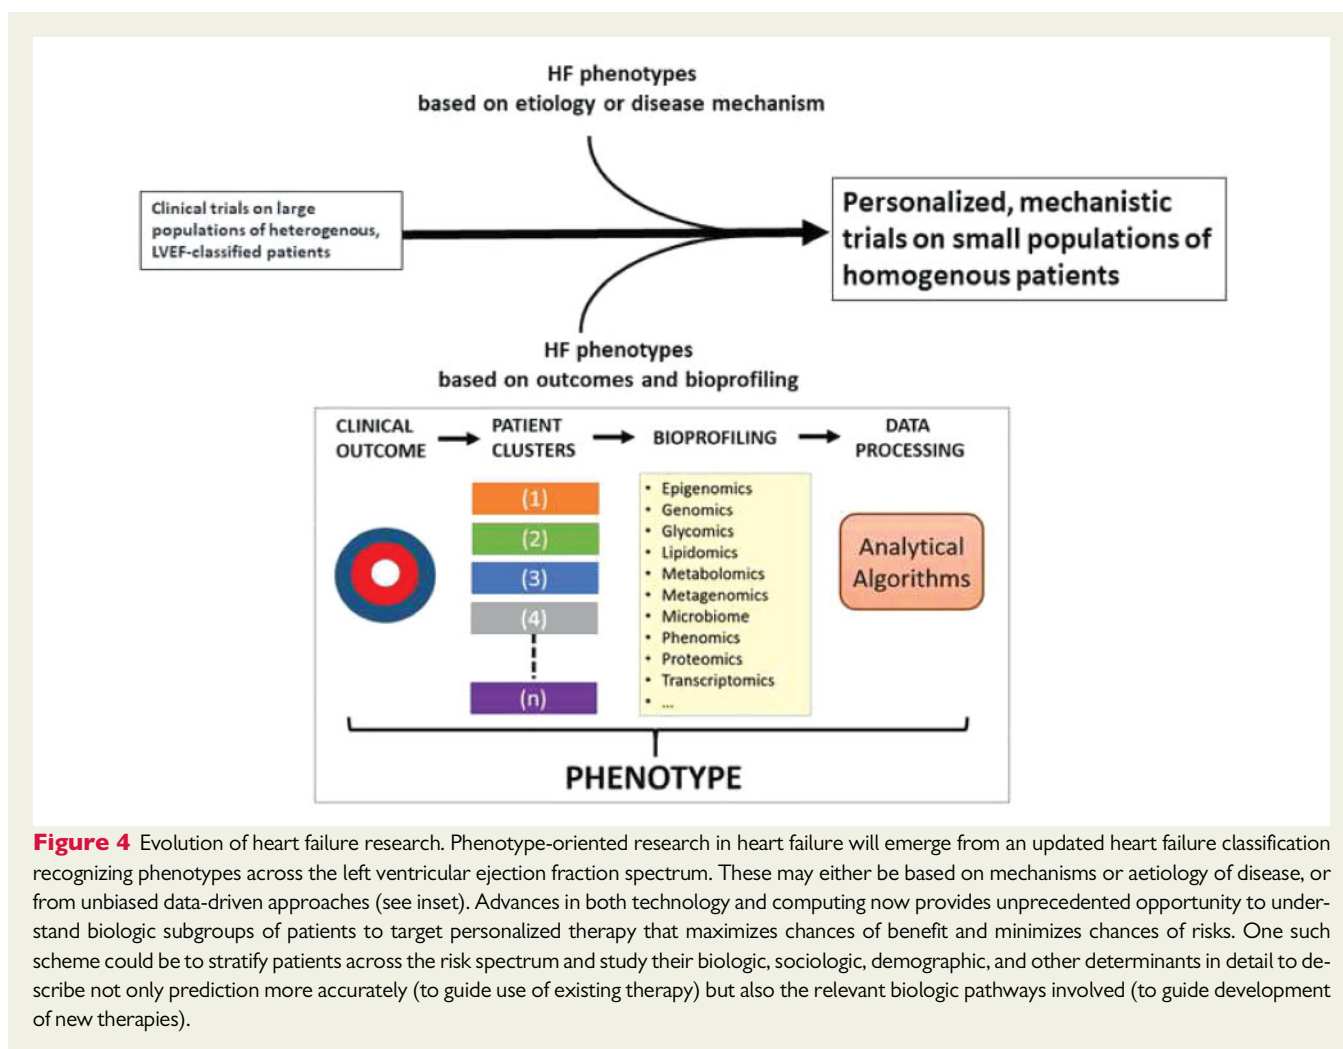 HF phenotypes
based on etiology or disease mechanism
Clinical trials on large
populations of heterogenous,
LVEF-classified patients
Personalized, mechanistic
trials on small populations of
homogenous patients
HF phenotypes
based on outcomes and bioprofiling
CLINICAL
OUTCOME
PATIENT
CLUSTERS
BIOPROFILING
DATA
PROCESSING
(1)
(2)
(3)
(4)
(n)
• Epigenomics
• Genomics
• Glycomics
• Lipidomics
• Metabolomics
• Metagenomics
• Microbiome
• Phenomics
• Proteomics
• Transcriptomics
• ...
Analytical
Algorithms
PHENOTYPE
Figure 4 Evolution of heart failure research. Phenotype-oriented research in heart failure will emerge from an updated heart failure classification
recognizing phenotypes across the left ventricular ejection fraction spectrum. These may either be based on mechanisms or aetiology of disease, or
from unbiased data-driven approaches (see inset). Advances in both technology and computing now provides unprecedented opportunity to under-
stand biologic subgroups of patients to target personalized therapy that maximizes chances of benefit and minimizes chances of risks. One such
scheme could be to stratify patients across the risk spectrum and study their biologic, sociologic, demographic, and other determinants in detail to de-
scribe not only prediction more accurately (to guide use of existing therapy) but also the relevant biologic pathways involved (to guide development
of new therapies).